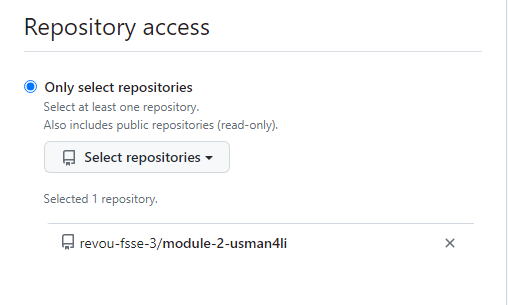 Repository access
Only select repositories
Select at least one repository.
Also includes public repositories (read-only).
Select repositories
Selected 1 repository.
revou-fsse-3/module-2-usman4li